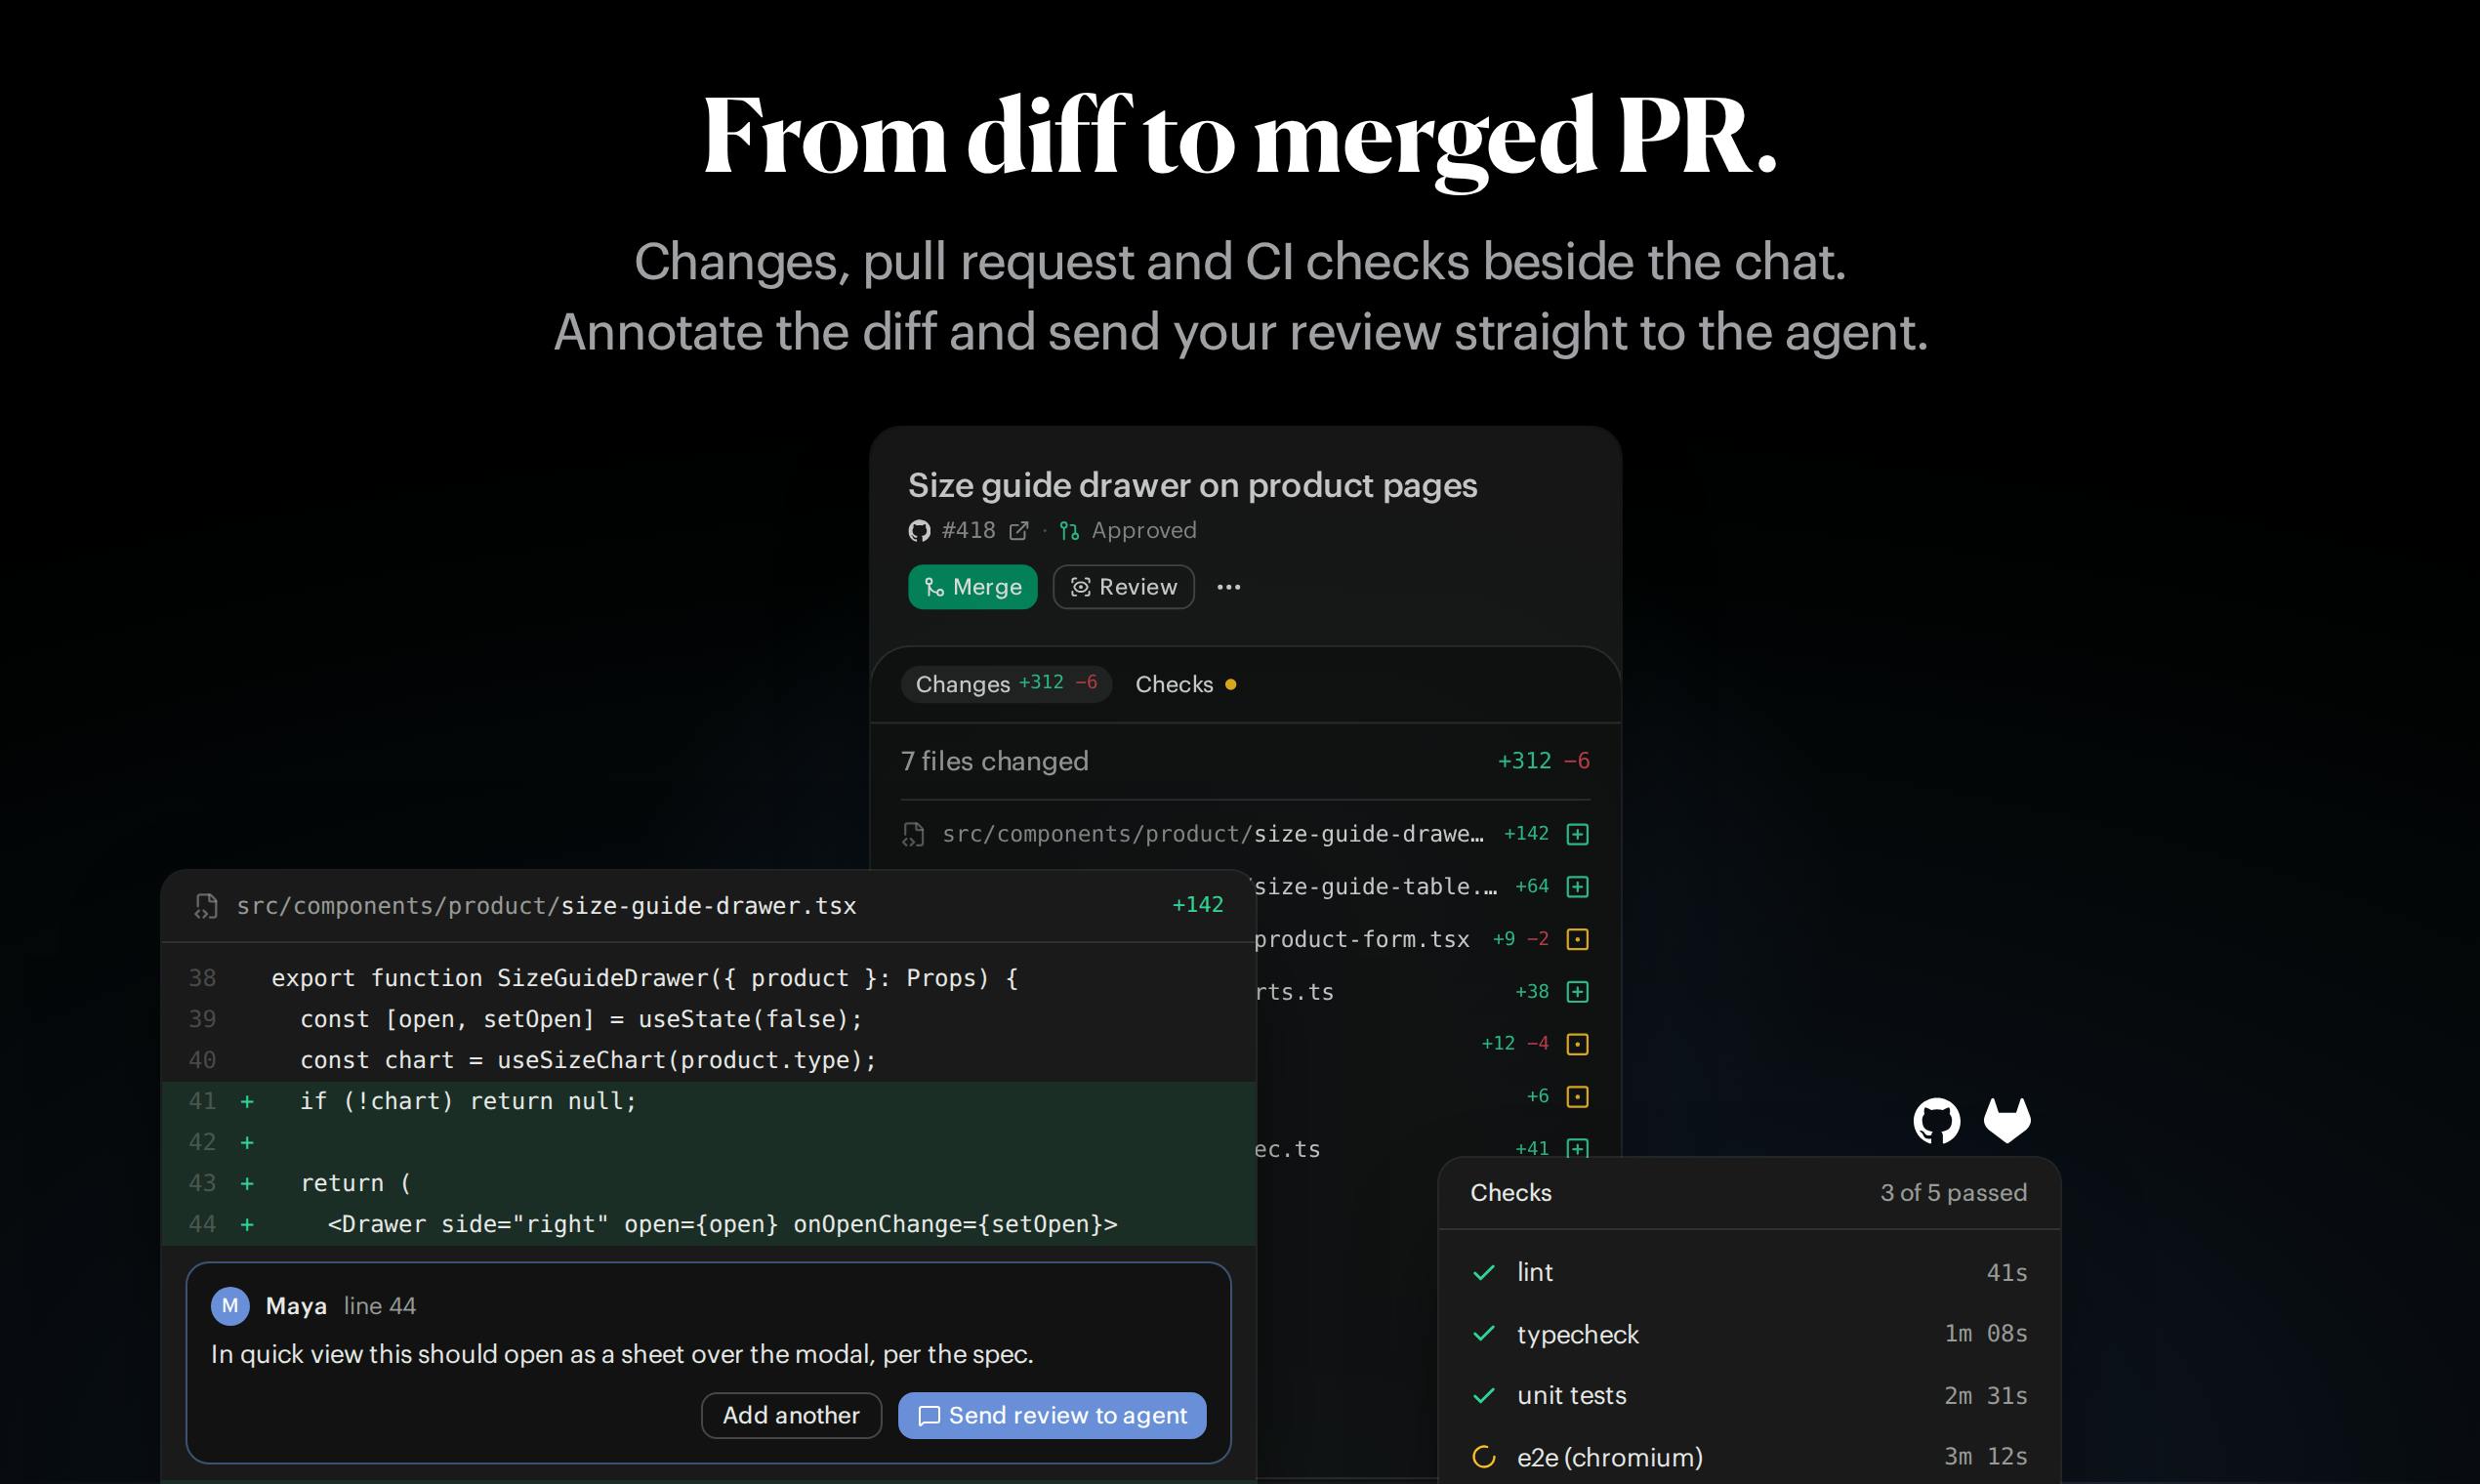 From diff to merged PR.
Changes, pull request and CI checks beside the chat.
Annotate the diff and send your review straight to the agent.
Size guide drawer on product pages
#418 · Approved
Merge Review
Changes +312 −6 Checks
7 files changed +312 −6
src/components/product/size-guide-drawe… +142
size-guide-table.… +64
product-form.tsx +9 −2
rts.ts +38
+12 −4
+6
ec.ts +41
src/components/product/size-guide-drawer.tsx +142
38 export function SizeGuideDrawer({ product }: Props) {
39 const [open, setOpen] = useState(false);
40 const chart = useSizeChart(product.type);
41 + if (!chart) return null;
42 +
43 + return (
44 + <Drawer side="right" open={open} onOpenChange={setOpen}>
M Maya line 44
In quick view this should open as a sheet over the modal, per the spec.
Add another Send review to agent
Checks 3 of 5 passed
lint 41s
typecheck 1m 08s
unit tests 2m 31s
e2e (chromium) 3m 12s